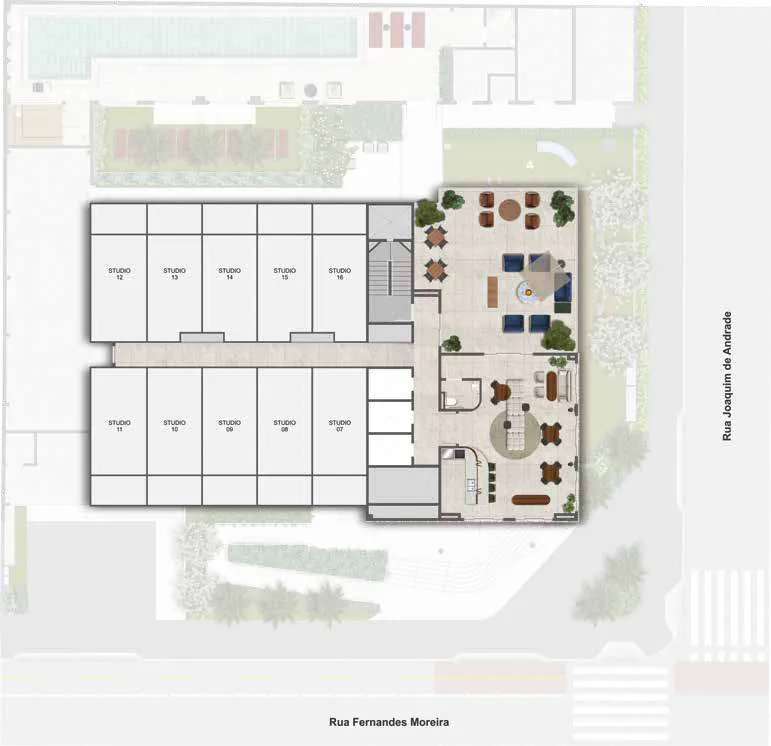 STUDIO
12
STUDIO
13
STUDIO
14
STUDIO
15
STUDIO
16
STUDIO
11
STUDIO
10
STUDIO
09
STUDIO
08
STUDIO
07
Rua Joaquim de Andrade
Rua Fernandes Moreira